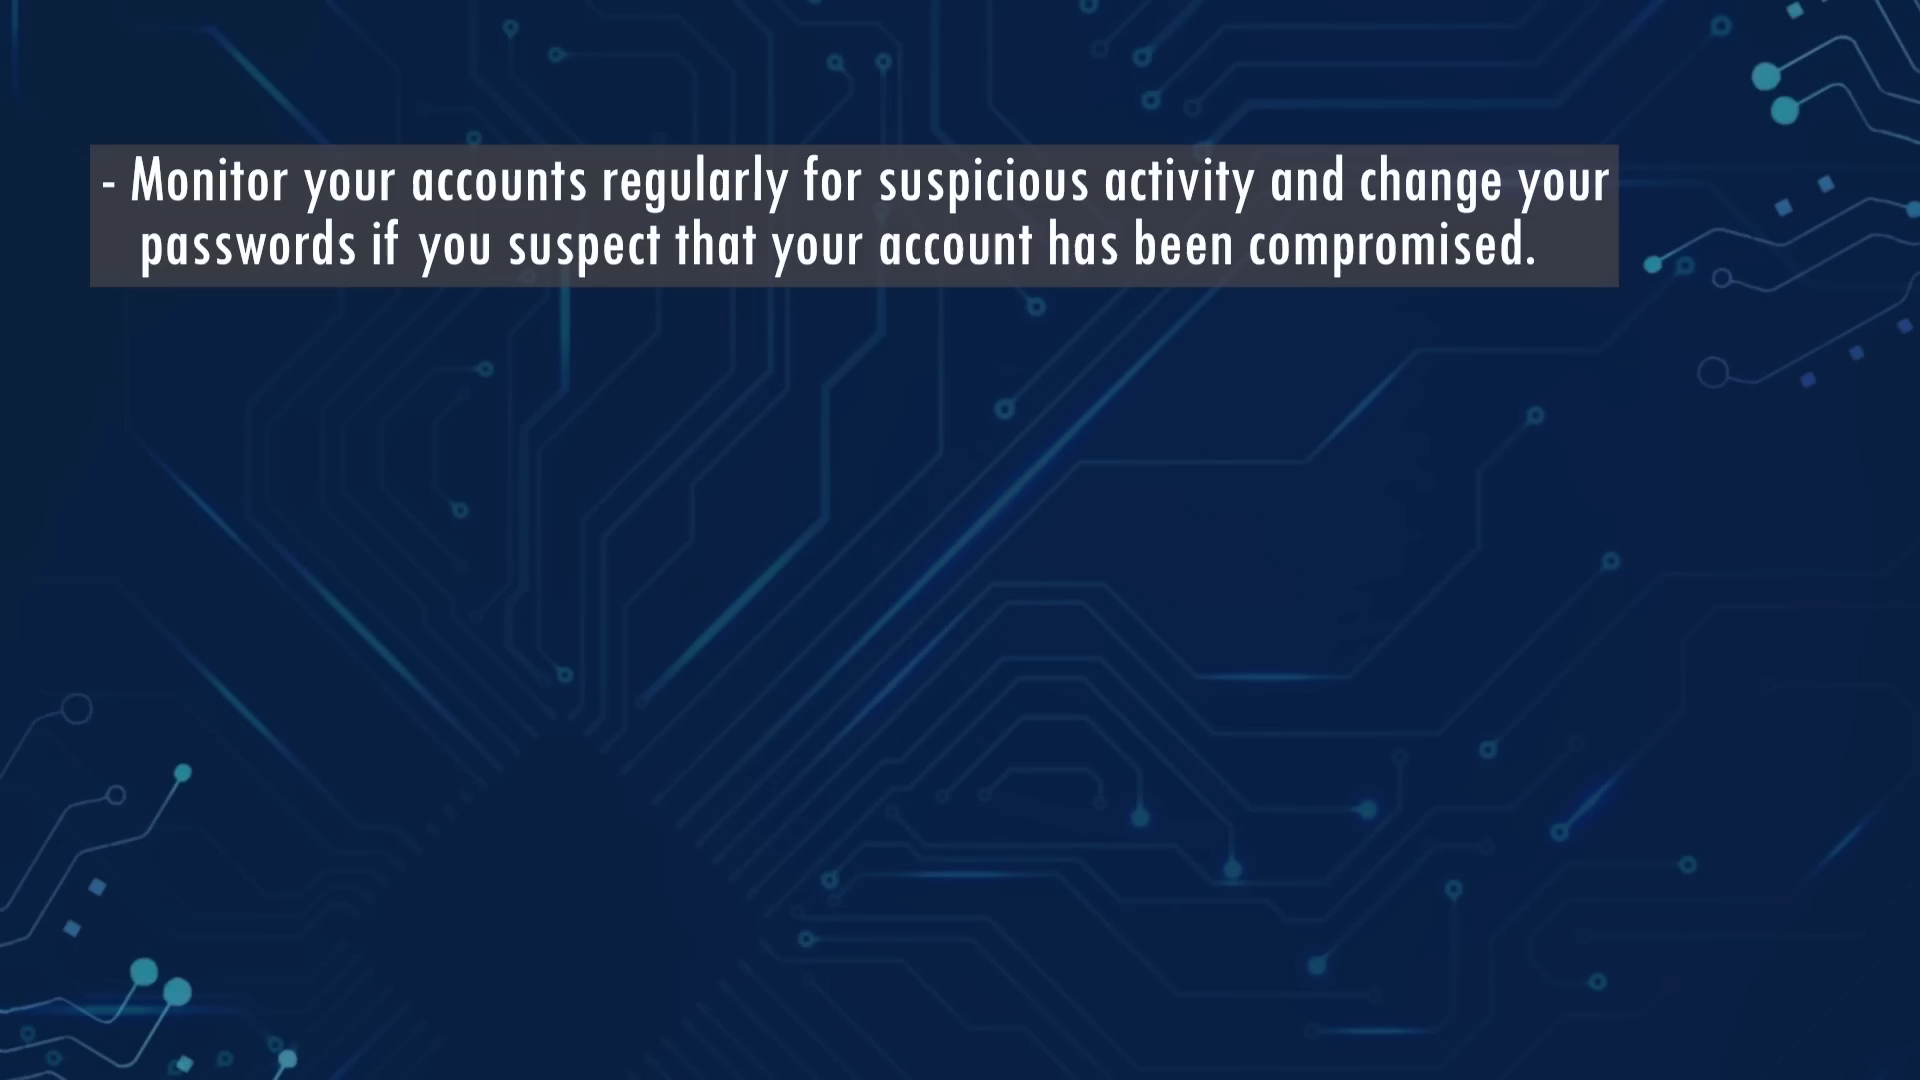 - Monitor your accounts regularly for suspicious activity and change your
passwords if you suspect that your account has been compromised.